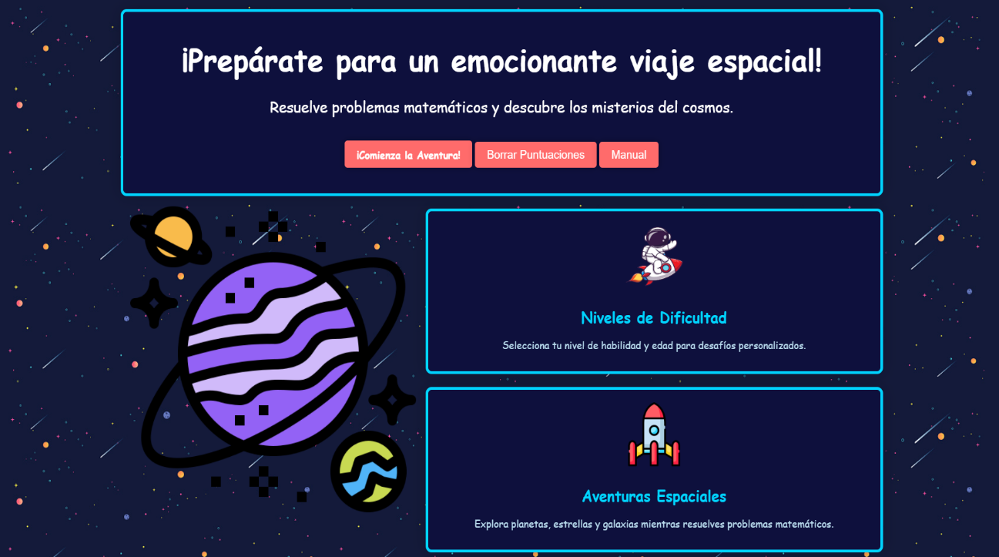 ¡Prepárate para un emocionante viaje espacial!
Resuelve problemas matemáticos y descubre los misterios del cosmos.
¡Comienza la Aventura! Borrar Puntuaciones Manual
Niveles de Dificultad
Selecciona tu nivel de habilidad y edad para desafíos personalizados.
Aventuras Espaciales
Explora planetas, estrellas y galaxias mientras resuelves problemas matemáticos.